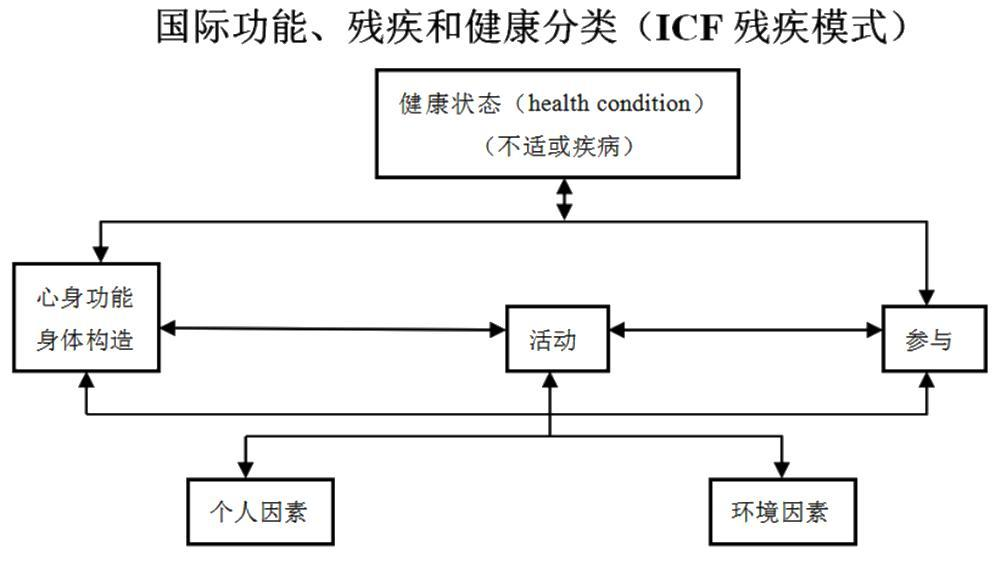 国际功能、残疾和健康分类（ICF 残疾模式）
健康状态（health condition）
（不适或疾病）
心身功能
身体构造
活动
参与
个人因素
环境因素